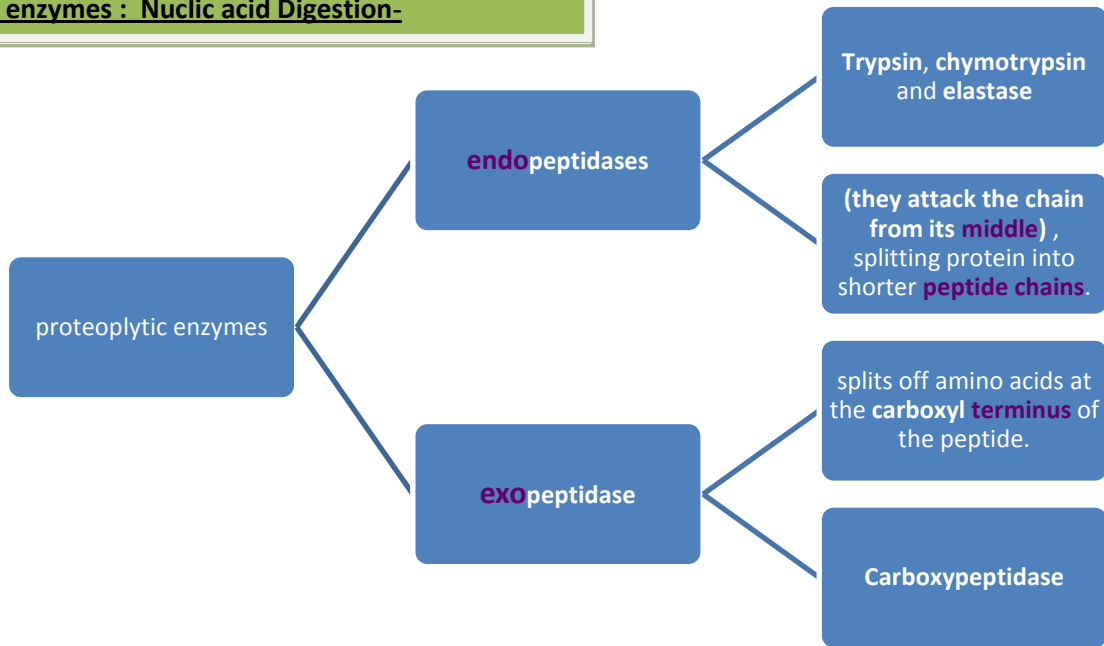 enzymes : Nuclic acid Digestion-
proteoplytic enzymes
endopeptidases
Trypsin, chymotrypsin
and elastase
(they attack the chain
from its middle) ,
splitting protein into
shorter peptide chains.
exopeptidase
splits off amino acids at
the carboxyl terminus of
the peptide.
Carboxypeptidase